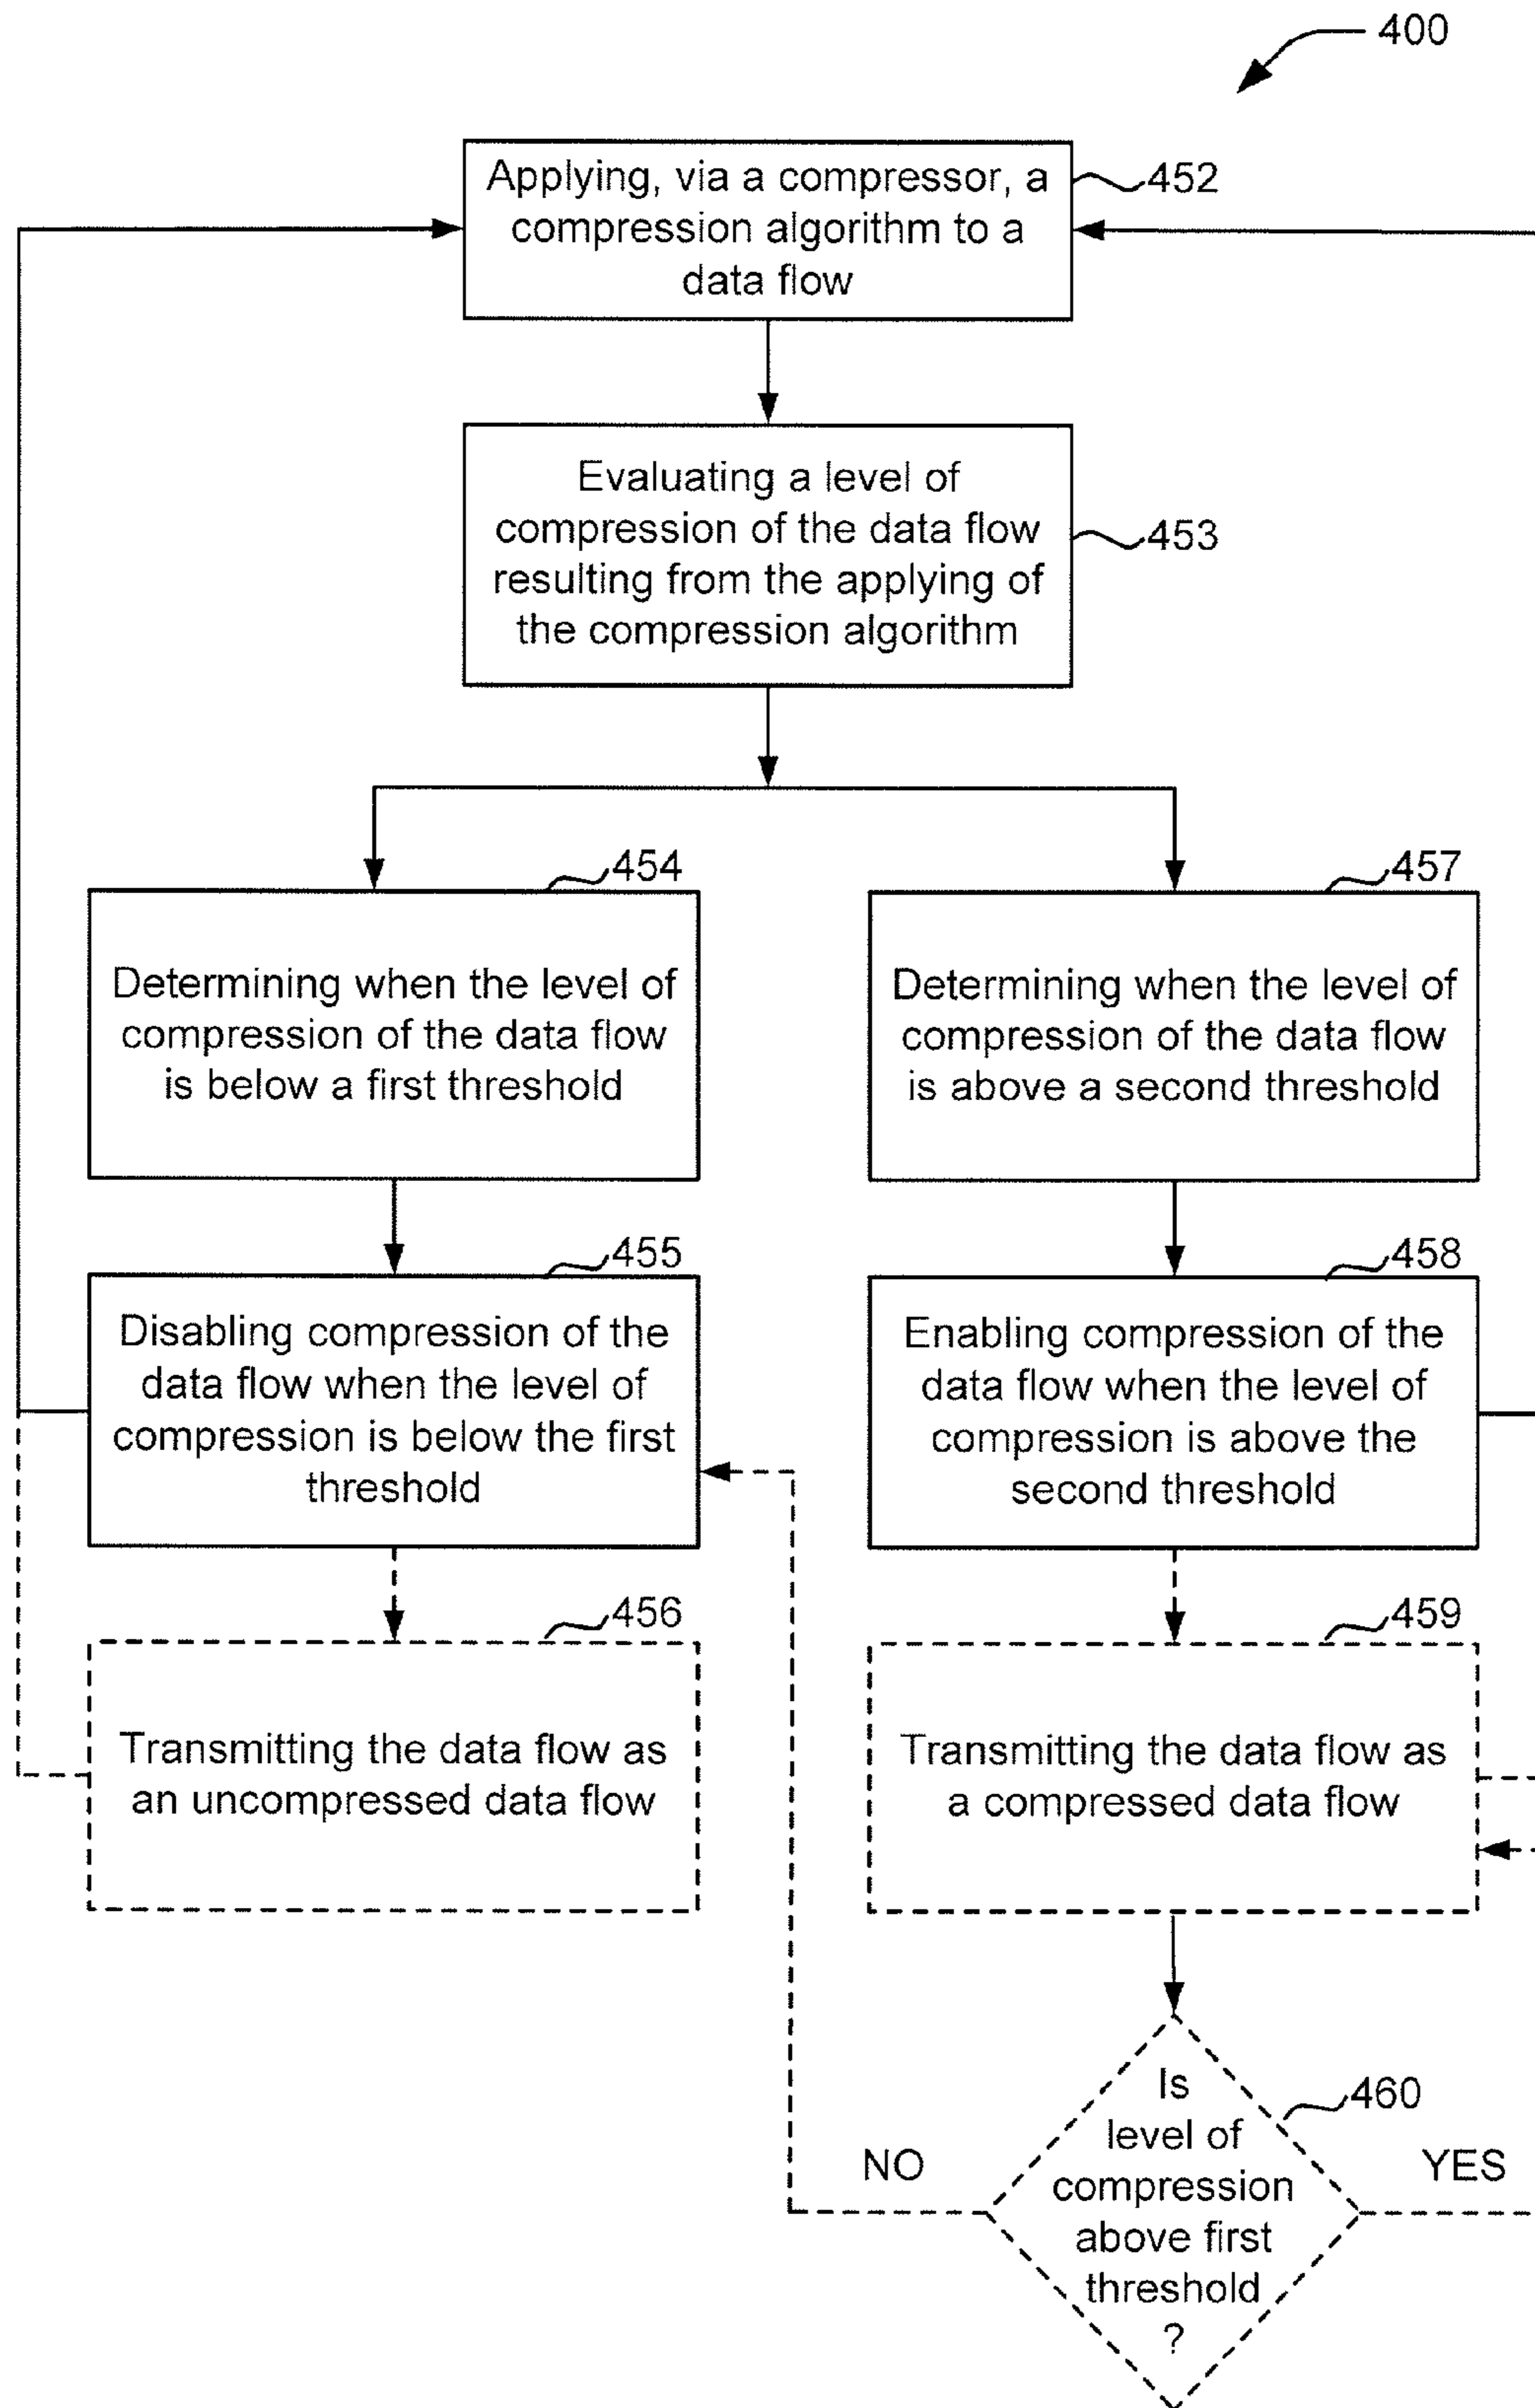 400
Applying, via a compressor, a
compression algorithm to a
data flow
452
Evaluating a level of
compression of the data flow
resulting from the applying of
the compression algorithm
453
454
Determining when the level of
compression of the data flow
is below a first threshold
457
Determining when the level of
compression of the data flow
is above a second threshold
455
Disabling compression of the
data flow when the level of
compression is below the first
threshold
458
Enabling compression of the
data flow when the level of
compression is above the
second threshold
456
Transmitting the data flow as
an uncompressed data flow
459
Transmitting the data flow as
a compressed data flow
460
Is
level of
compression
above first
threshold
?
NO
YES